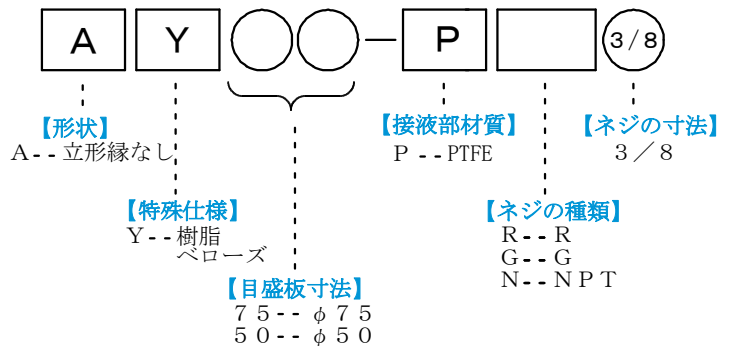 A Y － P 3/8
【形状】
A--立形縁なし
【接液部材質】
P--PTFE
【ネジの寸法】
3／8
【特殊仕様】
Y--樹脂
ベローズ
【ネジの種類】
R--R
G--G
N--NPT
【目盛板寸法】
75--φ75
50--φ50